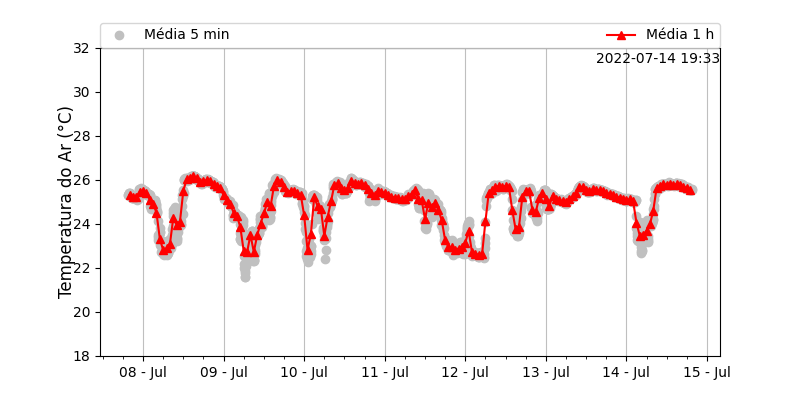 Média 5 min
Média 1 h
2022-07-14 19:33
Temperatura do Ar (°C)
32
30
28
26
24
22
20
18
08 - Jul
09 - Jul
10 - Jul
11 - Jul
12 - Jul
13 - Jul
14 - Jul
15 - Jul